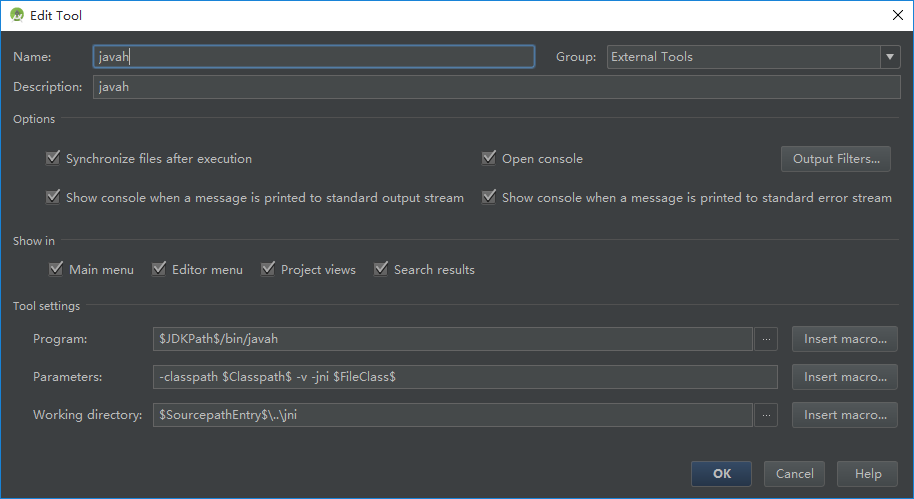 Edit Tool
Name: javah Group: External Tools
Description: javah
Options
Synchronize files after execution Open console Output Filters...
Show console when a message is printed to standard output stream Show console when a message is printed to standard error stream
Show in
Main menu Editor menu Project views Search results
Tool settings
Program: $JDKPath$/bin/javah ... Insert macro...
Parameters: -classpath $Classpath$ -v -jni $FileClass$ Insert macro...
Working directory: $SourcepathEntry$\..\jni ... Insert macro...
OK Cancel Help